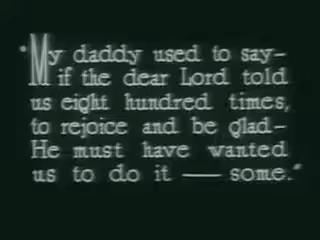 "My daddy used to say—
if the dear Lord told
us eight hundred times,
to rejoice and be glad—
He must have wanted
us to do it — some."